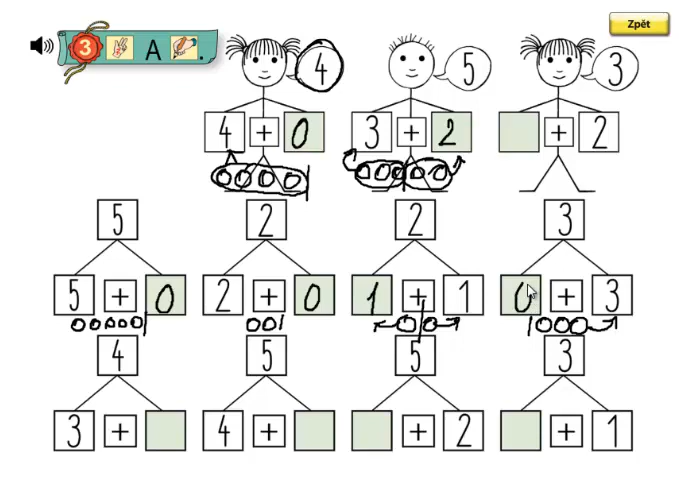 Zpět
3 A .
4 5 3
4 + 0 3 + 2 + 2
5 2 2 3
5 + 0 2 + 0 1 + 1 0 + 3
4 5 5 3
3 + 4 + + 2 + 1